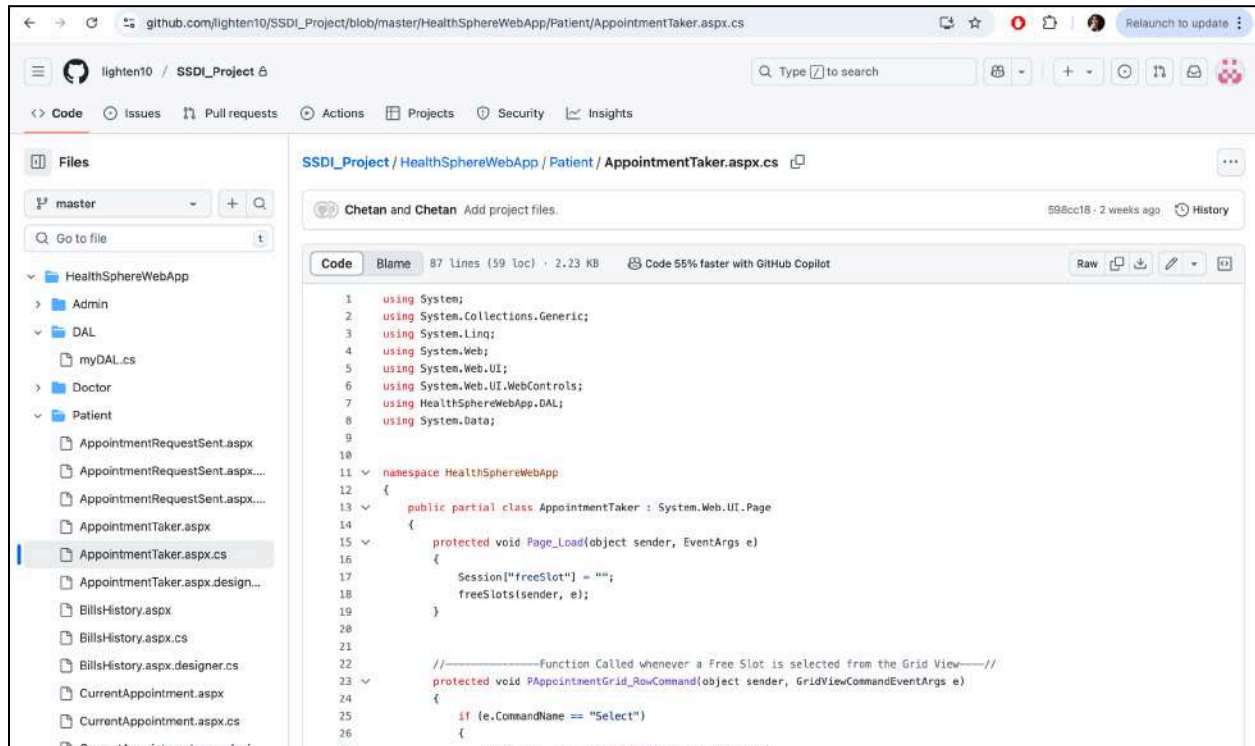 github.com/lighten10/SSDI_Project/blob/master/HealthSphereWebApp/Patient/AppointmentTaker.aspx.cs
Relaunch to update
lighten10 / SSDI_Project
Type / to search
Code Issues Pull requests Actions Projects Security Insights
Files
SSDI_Project / HealthSphereWebApp / Patient / AppointmentTaker.aspx.cs
master
Chetan and Chetan Add project files.
598cc18 · 2 weeks ago History
Go to file t
Code Blame 87 lines (59 loc) · 2.23 KB Code 55% faster with GitHub Copilot Raw
HealthSphereWebApp
Admin
DAL
myDAL.cs
Doctor
Patient
AppointmentRequestSent.aspx
AppointmentRequestSent.aspx....
AppointmentRequestSent.aspx....
AppointmentTaker.aspx
AppointmentTaker.aspx.cs
AppointmentTaker.aspx.design...
BillsHistory.aspx
BillsHistory.aspx.cs
BillsHistory.aspx.designer.cs
CurrentAppointment.aspx
CurrentAppointment.aspx.cs
1 using System;
2 using System.Collections.Generic;
3 using System.Linq;
4 using System.Web;
5 using System.Web.UI;
6 using System.Web.UI.WebControls;
7 using HealthSphereWebApp.DAL;
8 using System.Data;
9
10
11 namespace HealthSphereWebApp
12 {
13 public partial class AppointmentTaker : System.Web.UI.Page
14 {
15 protected void Page_Load(object sender, EventArgs e)
16 {
17 Session["freeSlot"] = "";
18 freeSlots(sender, e);
19 }
20
21
22 //----------------Function Called whenever a Free Slot is selected from the Grid View----//
23 protected void PAppointmentGrid_RowCommand(object sender, GridViewCommandEventArgs e)
24 {
25 if (e.CommandName == "Select")
26 {